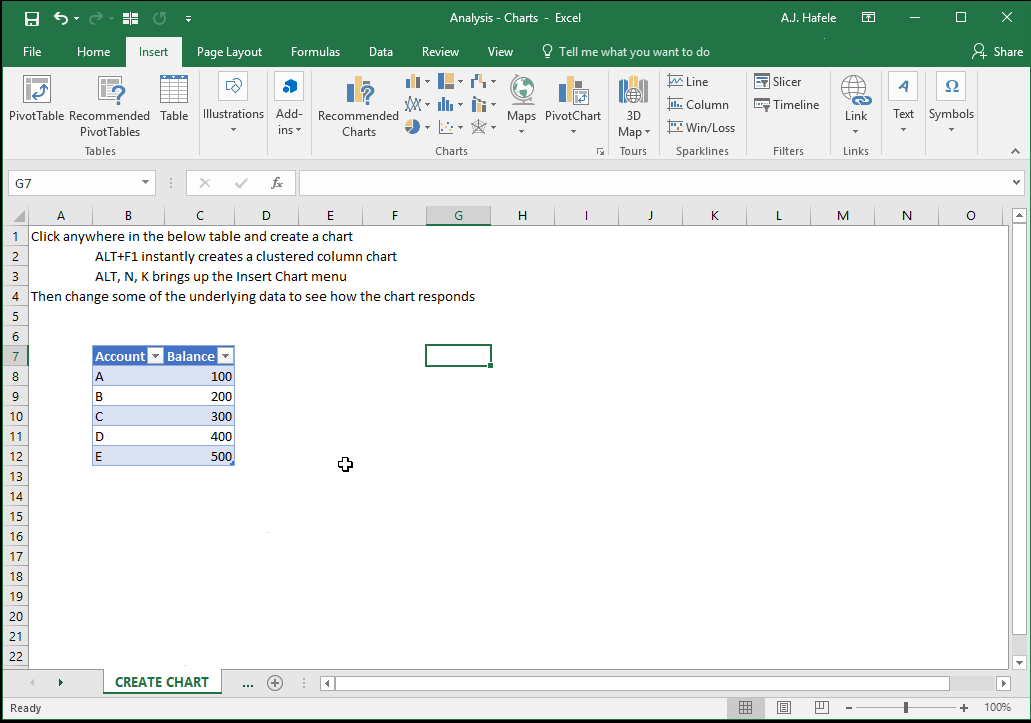 Analysis - Charts - Excel
A.J. Hafele
File Home Insert Page Layout Formulas Data Review View Tell me what you want to do Share
PivotTable
Recommended
PivotTables
Table
Tables
Illustrations
Add-
ins
Recommended
Charts
Maps
PivotChart
Charts
3D
Map
Tours
Line
Column
Win/Loss
Sparklines
Slicer
Timeline
Filters
Link
Links
Text
Symbols
G7 fx
A B C D E F G H I J K L M N O
1 Click anywhere in the below table and create a chart
2 ALT+F1 instantly creates a clustered column chart
3 ALT, N, K brings up the Insert Chart menu
4 Then change some of the underlying data to see how the chart responds
5
6
7 Account Balance
8 A 100
9 B 200
10 C 300
11 D 400
12 E 500
13
14
15
16
17
18
19
20
21
22
CREATE CHART ...
Ready 100%